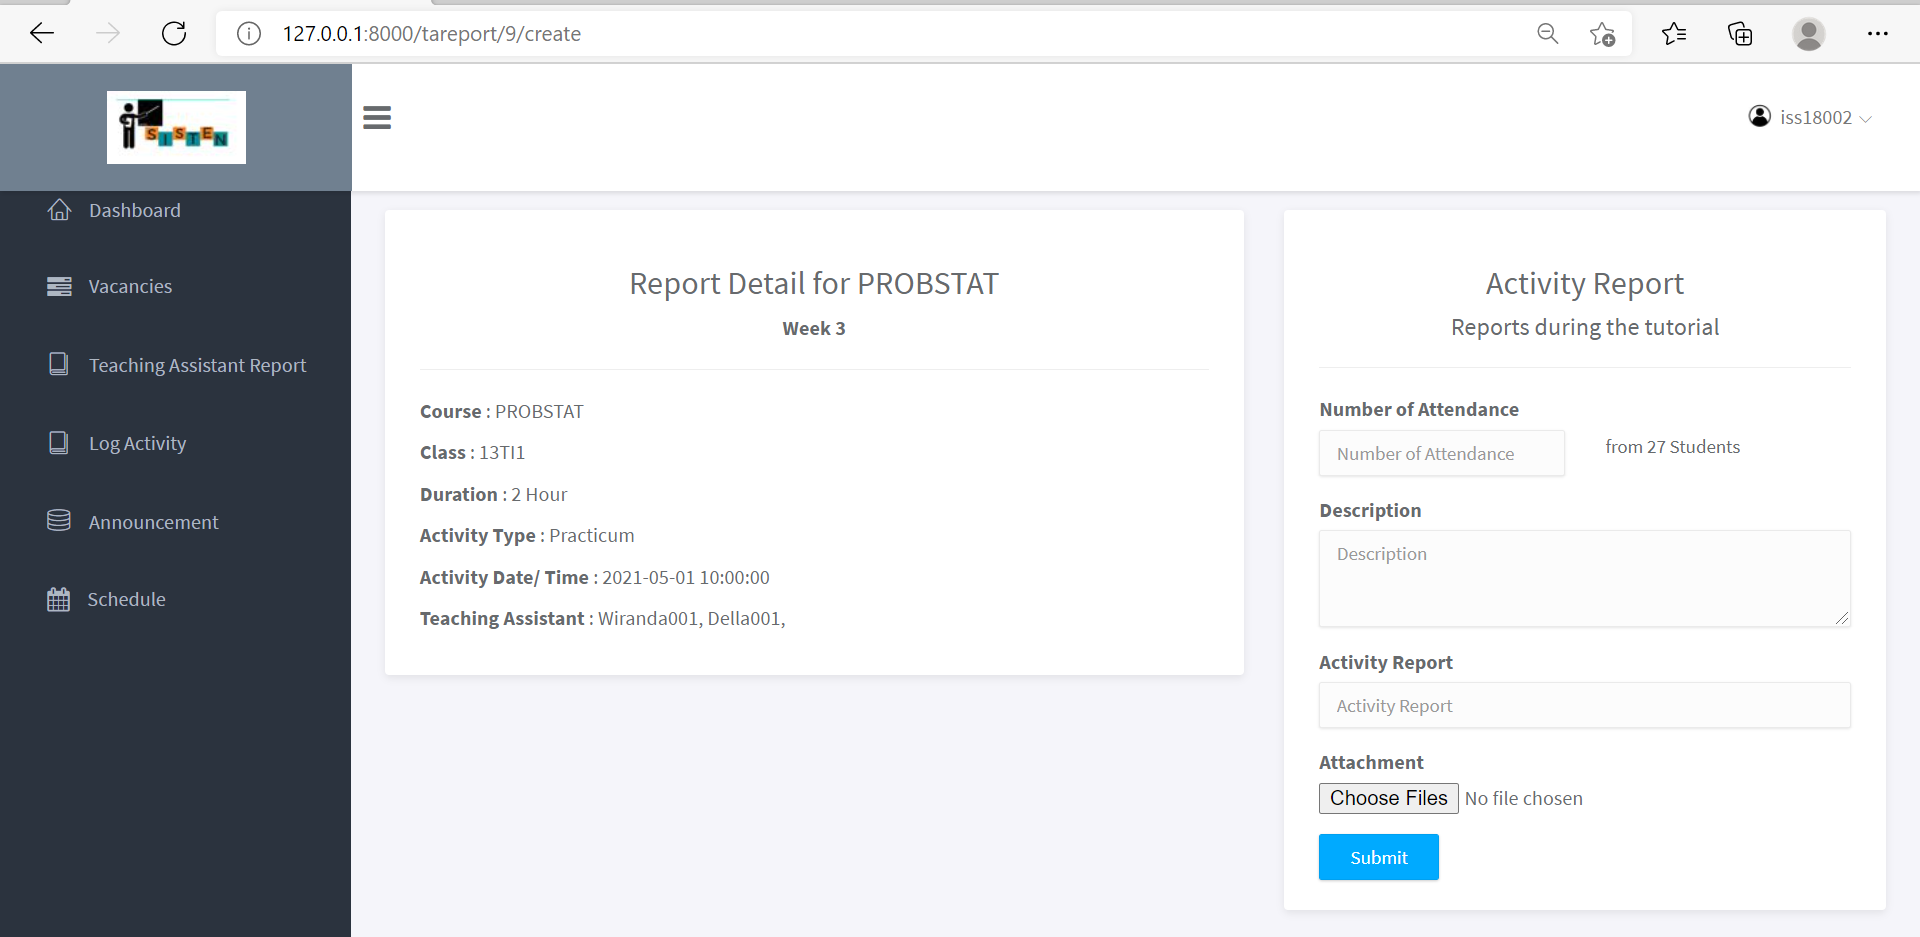 127.0.0.1:8000/tareport/9/create
SISTEN
iss18002
Dashboard
Vacancies
Teaching Assistant Report
Log Activity
Announcement
Schedule
Report Detail for PROBSTAT
Week 3
Course : PROBSTAT
Class : 13TI1
Duration : 2 Hour
Activity Type : Practicum
Activity Date/ Time : 2021-05-01 10:00:00
Teaching Assistant : Wiranda001, Della001,
Activity Report
Reports during the tutorial
Number of Attendance
Number of Attendance from 27 Students
Description
Description
Activity Report
Activity Report
Attachment
Choose Files No file chosen
Submit